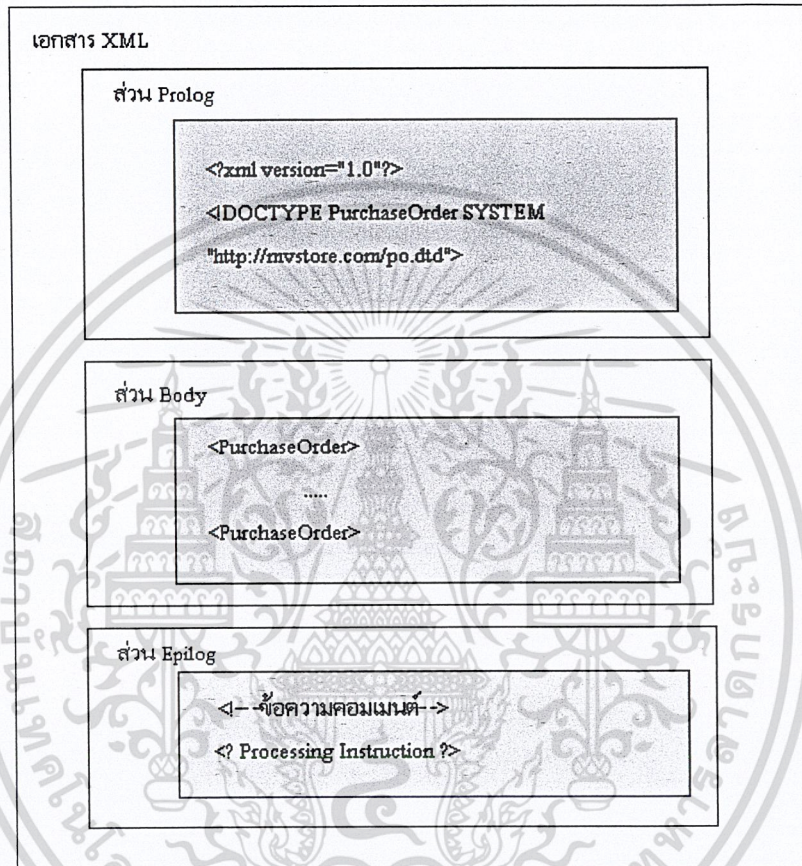 เอกสาร XML
ส่วน Prolog
<?xml version="1.0"?>
<!DOCTYPE PurchaseOrder SYSTEM
"http://mvstore.com/po.dtd">
ส่วน Body
<PurchaseOrder>
.....
<PurchaseOrder>
ส่วน Epilog
<!---ข้อความคอมเมนต์-->
<? Processing Instruction ?>